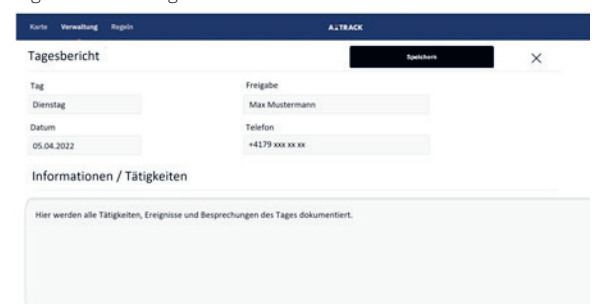 Karte Verwaltung Regeln AZTRACK
Tagesbericht Speichern
Tag Freigabe
Dienstag Max Mustermann
Datum Telefon
05.04.2022 +4179 xxx xx xx
Informationen / Tätigkeiten
Hier werden alle Tätigkeiten, Ereignisse und Besprechungen des Tages dokumentiert.